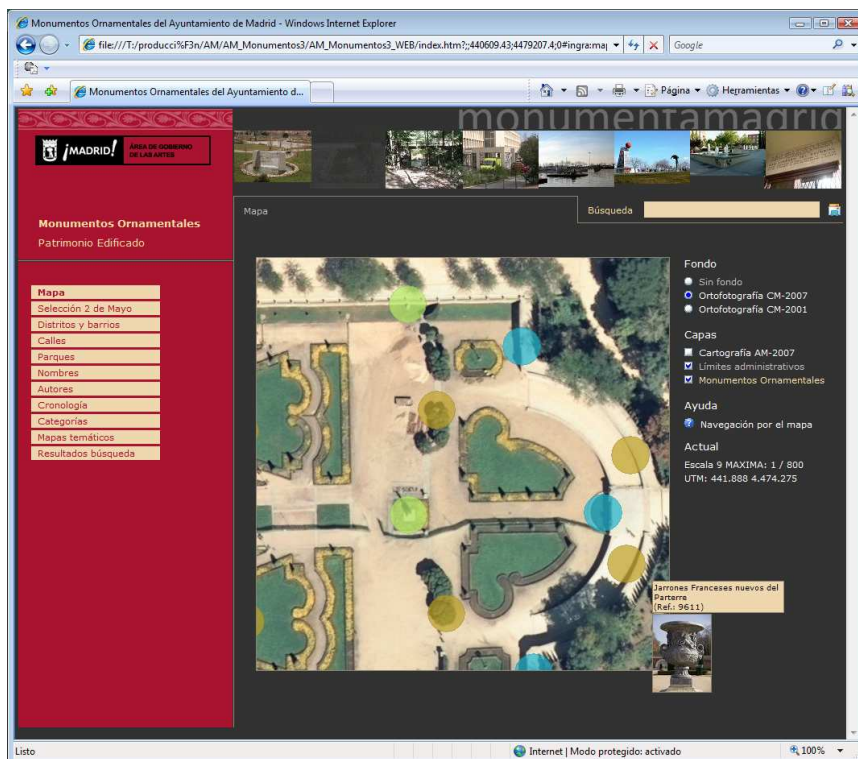 Monumentos Ornamentales del Ayuntamiento de Madrid - Windows Internet Explorer
file:///T:/producci%F3n/AM/AM_Monumentos3/AM_Monumentos3_WEB/index.htm?;;440609.43;4479207.4;0#ingra:maj
Google
Monumentos Ornamentales del Ayuntamiento d...
Página
Herramientas
monumentamadrid
¡MADRID!
ÁREA DE GOBIERNO
DE LAS ARTES
Monumentos Ornamentales
Patrimonio Edificado
Mapa
Búsqueda
Mapa
Selección 2 de Mayo
Distritos y barrios
Calles
Parques
Nombres
Autores
Cronología
Categorías
Mapas temáticos
Resultados búsqueda
Fondo
Sin fondo
Ortofotografía CM-2007
Ortofotografía CM-2001
Capas
Cartografía AM-2007
Límites administrativos
Monumentos Ornamentales
Ayuda
Navegación por el mapa
Actual
Escala 9 MAXIMA: 1 / 800
UTM: 441.888 4.474.275
Jarrones Franceses nuevos del
Parterre
(Ref.: 9611)
Listo
Internet | Modo protegido: activado
100%